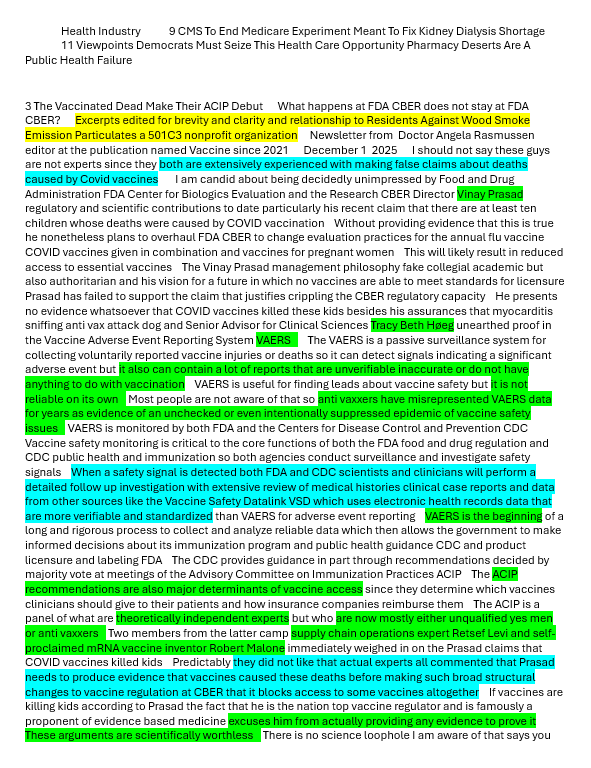 Health Industry 9 CMS To End Medicare Experiment Meant To Fix Kidney Dialysis Shortage
11 Viewpoints Democrats Must Seize This Health Care Opportunity Pharmacy Deserts Are A
Public Health Failure
3 The Vaccinated Dead Make Their ACIP Debut What happens at FDA CBER does not stay at FDA
CBER? Excerpts edited for brevity and clarity and relationship to Residents Against Wood Smoke
Emission Particulates a 501C3 nonprofit organization Newsletter from Doctor Angela Rasmussen
editor at the publication named Vaccine since 2021 December 1 2025 I should not say these guys
are not experts since they both are extensively experienced with making false claims about deaths
caused by Covid vaccines I am candid about being decidedly unimpressed by Food and Drug
Administration FDA Center for Biologics Evaluation and the Research CBER Director Vinay Prasad
regulatory and scientific contributions to date particularly his recent claim that there are at least ten
children whose deaths were caused by COVID vaccination Without providing evidence that this is true
he nonetheless plans to overhaul FDA CBER to change evaluation practices for the annual flu vaccine
COVID vaccines given in combination and vaccines for pregnant women This will likely result in reduced
access to essential vaccines The Vinay Prasad management philosophy fake collegial academic but
also authoritarian and his vision for a future in which no vaccines are able to meet standards for licensure
Prasad has failed to support the claim that justifies crippling the CBER regulatory capacity He presents
no evidence whatsoever that COVID vaccines killed these kids besides his assurances that myocarditis
sniffing anti vax attack dog and Senior Advisor for Clinical Sciences Tracy Beth Høeg unearthed proof in
the Vaccine Adverse Event Reporting System VAERS The VAERS is a passive surveillance system for
collecting voluntarily reported vaccine injuries or deaths so it can detect signals indicating a significant
adverse event but it also can contain a lot of reports that are unverifiable inaccurate or do not have
anything to do with vaccination VAERS is useful for finding leads about vaccine safety but it is not
reliable on its own Most people are not aware of that so anti vaxxers have misrepresented VAERS data
for years as evidence of an unchecked or even intentionally suppressed epidemic of vaccine safety
issues VAERS is monitored by both FDA and the Centers for Disease Control and Prevention CDC
Vaccine safety monitoring is critical to the core functions of both the FDA food and drug regulation and
CDC public health and immunization so both agencies conduct surveillance and investigate safety
signals When a safety signal is detected both FDA and CDC scientists and clinicians will perform a
detailed follow up investigation with extensive review of medical histories clinical case reports and data
from other sources like the Vaccine Safety Datalink VSD which uses electronic health records data that
are more verifiable and standardized than VAERS for adverse event reporting VAERS is the beginning of a
long and rigorous process to collect and analyze reliable data which then allows the government to make
informed decisions about its immunization program and public health guidance CDC and product
licensure and labeling FDA The CDC provides guidance in part through recommendations decided by
majority vote at meetings of the Advisory Committee on Immunization Practices ACIP The ACIP
recommendations are also major determinants of vaccine access since they determine which vaccines
clinicians should give to their patients and how insurance companies reimburse them The ACIP is a
panel of what are theoretically independent experts but who are now mostly either unqualified yes men
or anti vaxxers Two members from the latter camp supply chain operations expert Retsef Levi and self-
proclaimed mRNA vaccine inventor Robert Malone immediately weighed in on the Prasad claims that
COVID vaccines killed kids Predictably they did not like that actual experts all commented that Prasad
needs to produce evidence that vaccines caused these deaths before making such broad structural
changes to vaccine regulation at CBER that it blocks access to some vaccines altogether If vaccines are
killing kids according to Prasad the fact that he is the nation top vaccine regulator and is famously a
proponent of evidence based medicine excuses him from actually providing any evidence to prove it
These arguments are scientifically worthless There is no science loophole I am aware of that says you